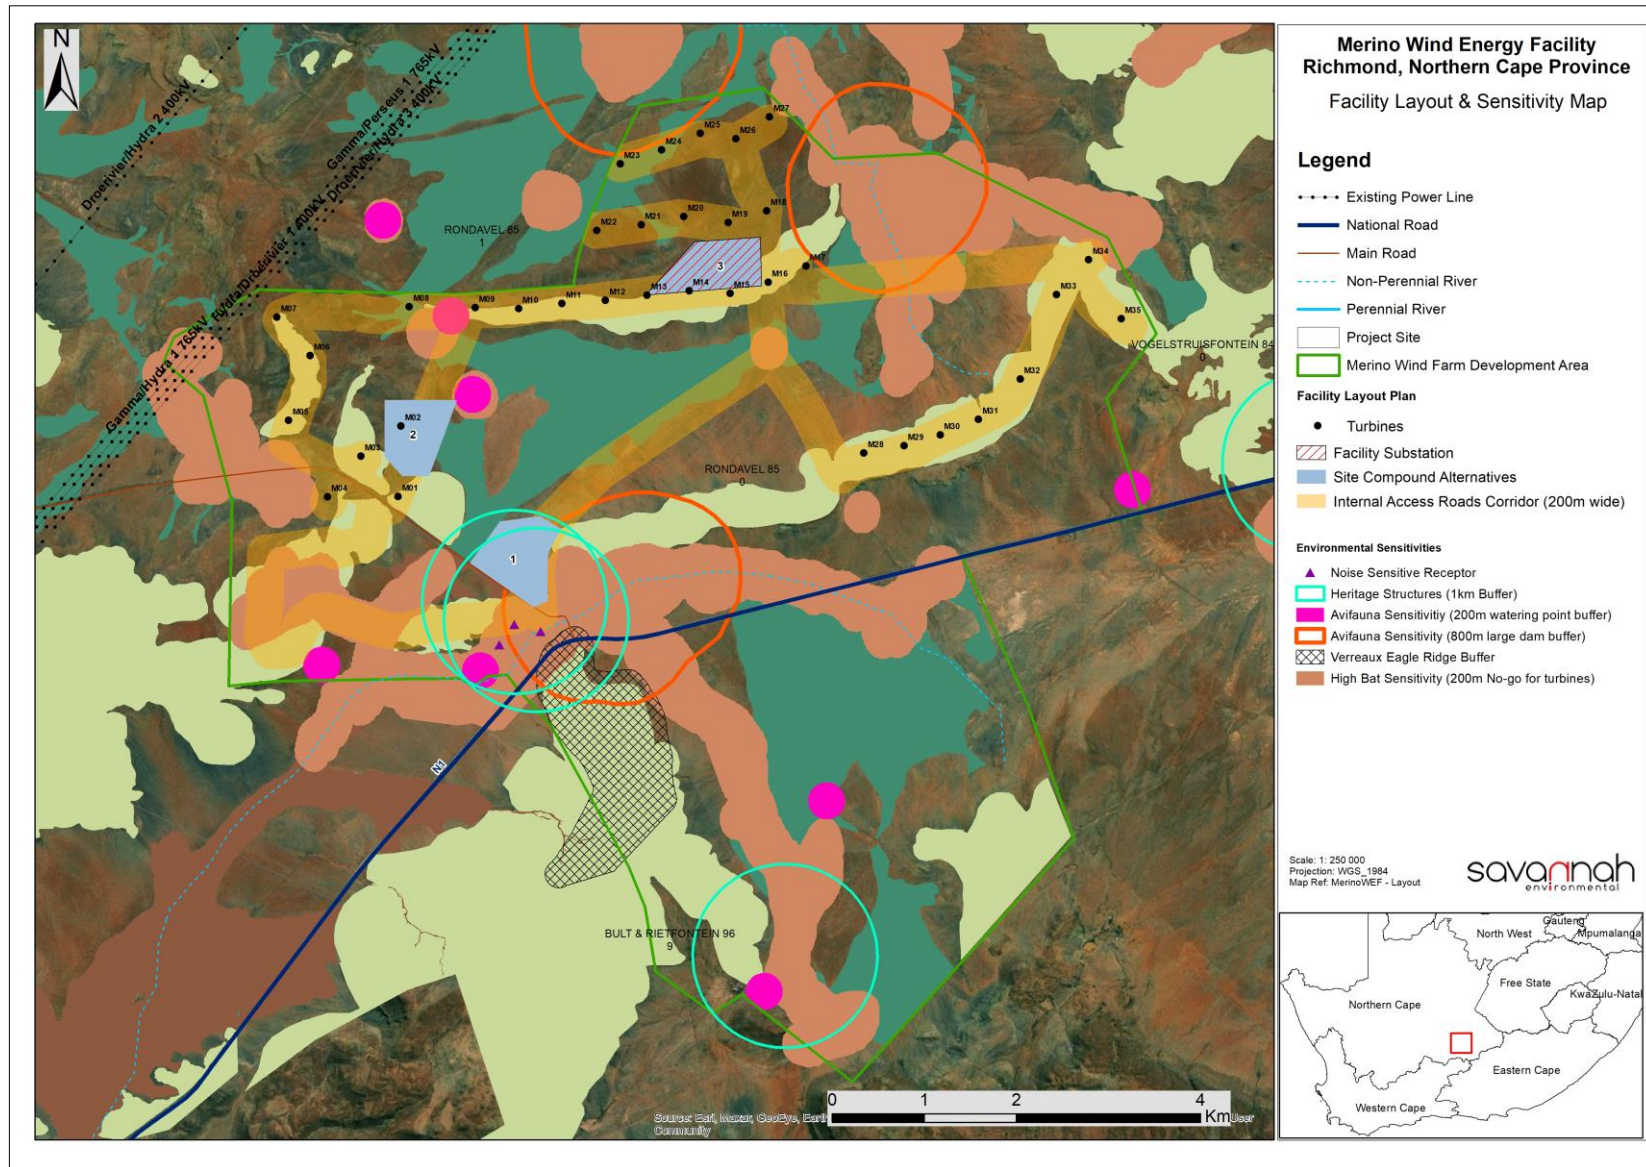 N
Droerivier/Hydra 2 400kV
Gamma/Perseus 1 765kV
Droerivier/Hydra 3 400kV
Hydra/Droerivier 1 400kV
Gamma/Hydra 1 765kV
RONDAVEL 85
1
M27
M25
M26
M24
M23
M18
M20
M19
M21
M22
3
M17
M16
M15
M14
M13
M12
M11
M10
M09
M08
M07
M06
M05
M34
M33
M35
VOGELSTRUISFONTEIN 84
0
M32
M31
M30
M29
M28
M02
2
M03
M04
M01
RONDAVEL 85
0
1
N1
BULT & RIETFONTEIN 96
9
0 1 2 4
Km
Source: Esri, Maxar, GeoEye, Earth
User
Community
Merino Wind Energy Facility
Richmond, Northern Cape Province
Facility Layout & Sensitivity Map
Legend
Existing Power Line
National Road
Main Road
Non-Perennial River
Perennial River
Project Site
Merino Wind Farm Development Area
Facility Layout Plan
Turbines
Facility Substation
Site Compound Alternatives
Internal Access Roads Corridor (200m wide)
Environmental Sensitivities
Noise Sensitive Receptor
Heritage Structures (1km Buffer)
Avifauna Sensitivitiy (200m watering point buffer)
Avifauna Sensitivity (800m large dam buffer)
Verreaux Eagle Ridge Buffer
High Bat Sensitivity (200m No-go for turbines)
Scale: 1: 250 000
Projection: WGS_1984
Map Ref: MerinoWEF - Layout
savannah
environmental
Gauteng
North West
Mpumalanga
Free State
KwaZulu-Natal
Northern Cape
Eastern Cape
Western Cape